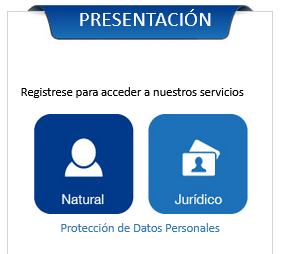 PRESENTACIÓN
Registrese para acceder a nuestros servicios
Natural Jurídico
Protección de Datos Personales